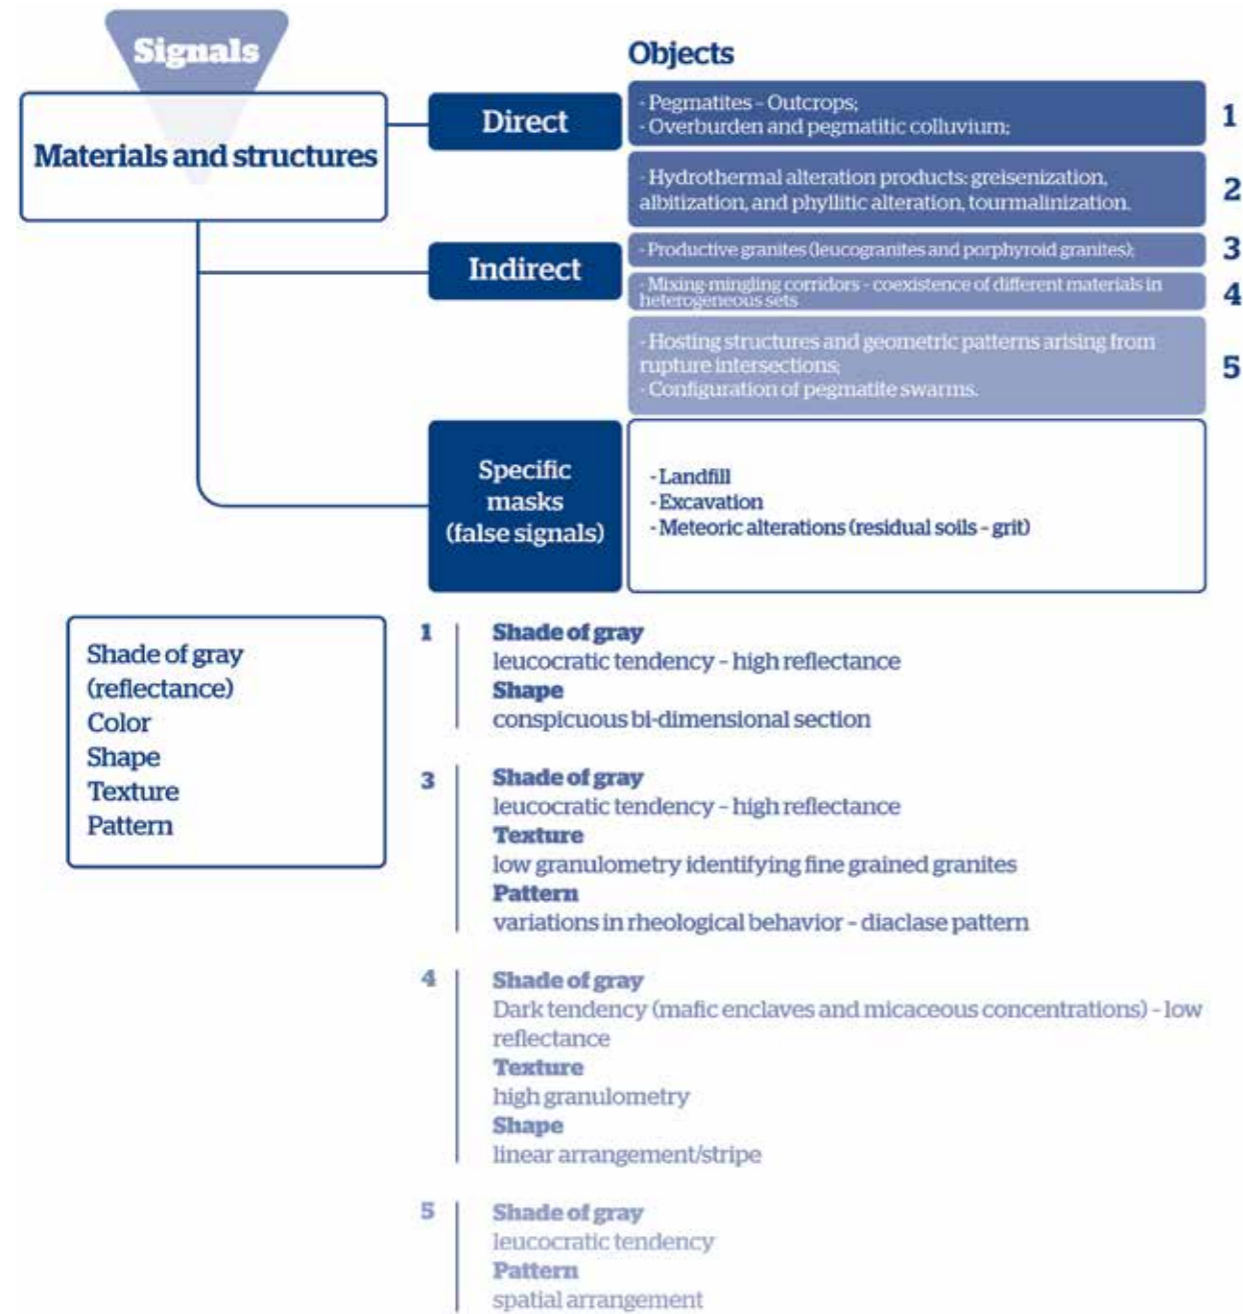 Signals
Materials and structures
Objects
Direct
- Pegmatites – Outcrops;
- Overburden and pegmatitic colluvium;
1
- Hydrothermal alteration products: greisenization,
albitization, and phyllitic alteration, tourmalinization.
2
Indirect
- Productive granites (leucogranites and porphyroid granites);
3
- Mixing-mingling corridors – coexistence of different materials in
heterogeneous sets
4
- Hosting structures and geometric patterns arising from
rupture intersections;
- Configuration of pegmatite swarms.
5
Specific
masks
(false signals)
- Landfill
- Excavation
- Meteoric alterations (residual soils – grit)
Shade of gray
(reflectance)
Color
Shape
Texture
Pattern
1
Shade of gray
leucocratic tendency – high reflectance
Shape
conspicuous bi-dimensional section
3
Shade of gray
leucocratic tendency – high reflectance
Texture
low granulometry identifying fine grained granites
Pattern
variations in rheological behavior – diaclase pattern
4
Shade of gray
Dark tendency (mafic enclaves and micaceous concentrations) – low
reflectance
Texture
high granulometry
Shape
linear arrangement/stripe
5
Shade of gray
leucocratic tendency
Pattern
spatial arrangement